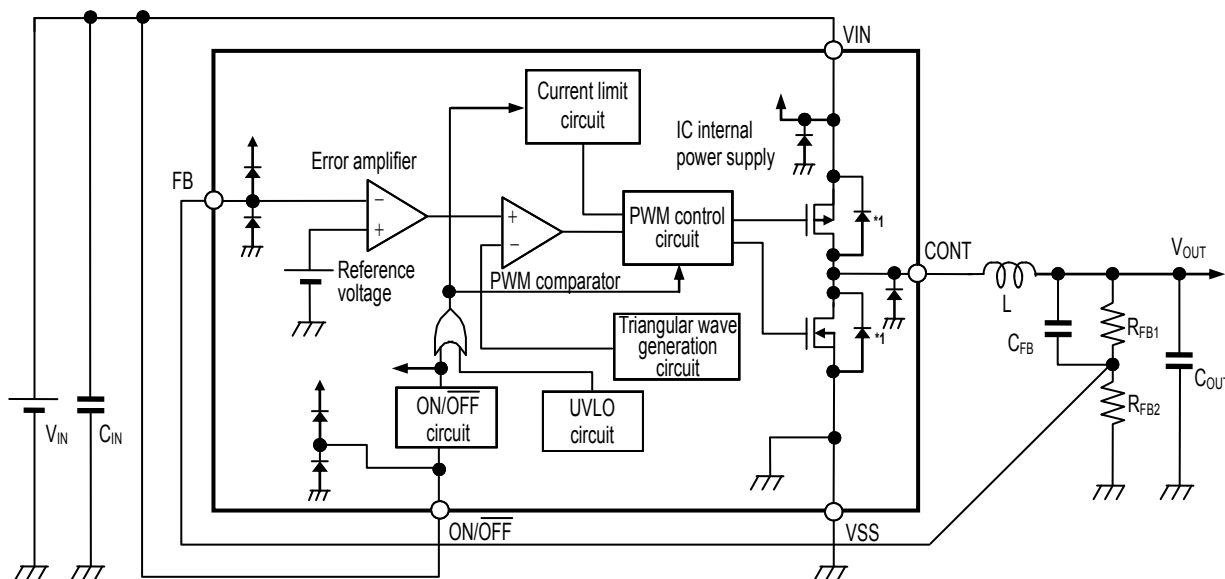 VIN
Current limit
circuit
IC internal
power supply
Error amplifier
FB
−
+
+
−
PWM control
circuit
*1
CONT
VOUT
Reference
voltage
PWM comparator
L
CFB
RFB1
*1
Triangular wave
generation
circuit
COUT
ON/OFF
circuit
UVLO
circuit
RFB2
VIN
CIN
ON/OFF
VSS